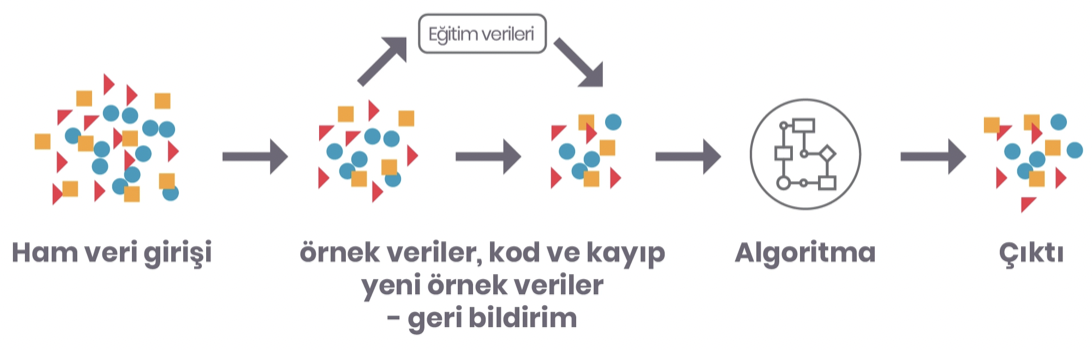 Eğitim verileri
Ham veri girişi
örnek veriler, kod ve kayıp
yeni örnek veriler
- geri bildirim
Algoritma
Çıktı